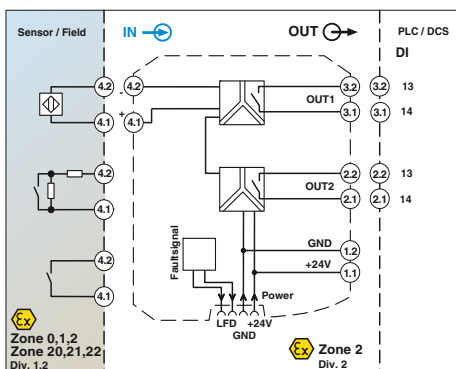 Sensor / Field
IN
OUT
PLC / DCS
DI
4.2
4.2
-
3.2
3.2
13
OUT1
4.1
+
4.1
3.1
3.1
14
4.2
2.2
2.2
13
OUT2
4.1
2.1
2.1
14
Faultsignal
GND
1.2
4.2
+24V
1.1
4.1
Power
LFD
+24V
GND
Ex
Zone 0,1,2
Zone 20,21,22
Div. 1,2
Ex
Zone 2
Div. 2